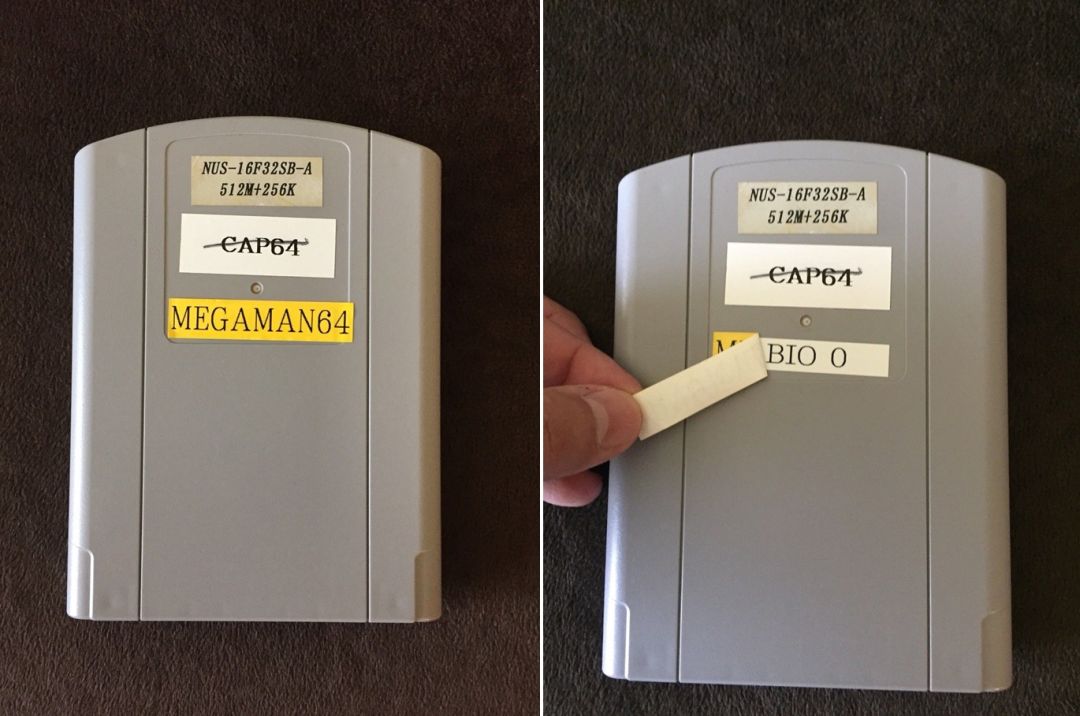 NUS-16F32SB-A
512M+256K
CAP64
MEGAMAN64
NUS-16F32SB-A
512M+256K
CAP64
M
BIO 0